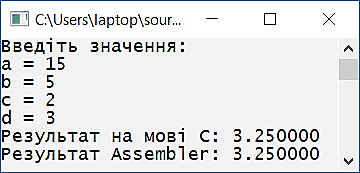 C:\Users\laptop\sour...
Введіть значення:
a = 15
b = 5
c = 2
d = 3
Результат на мові C: 3.250000
Результат Assembler: 3.250000